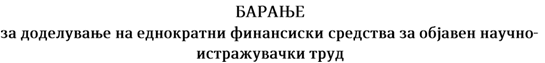 БАРАЊЕ
за доделување на еднократни финансиски средства за објавен научно-
истражувачки труд